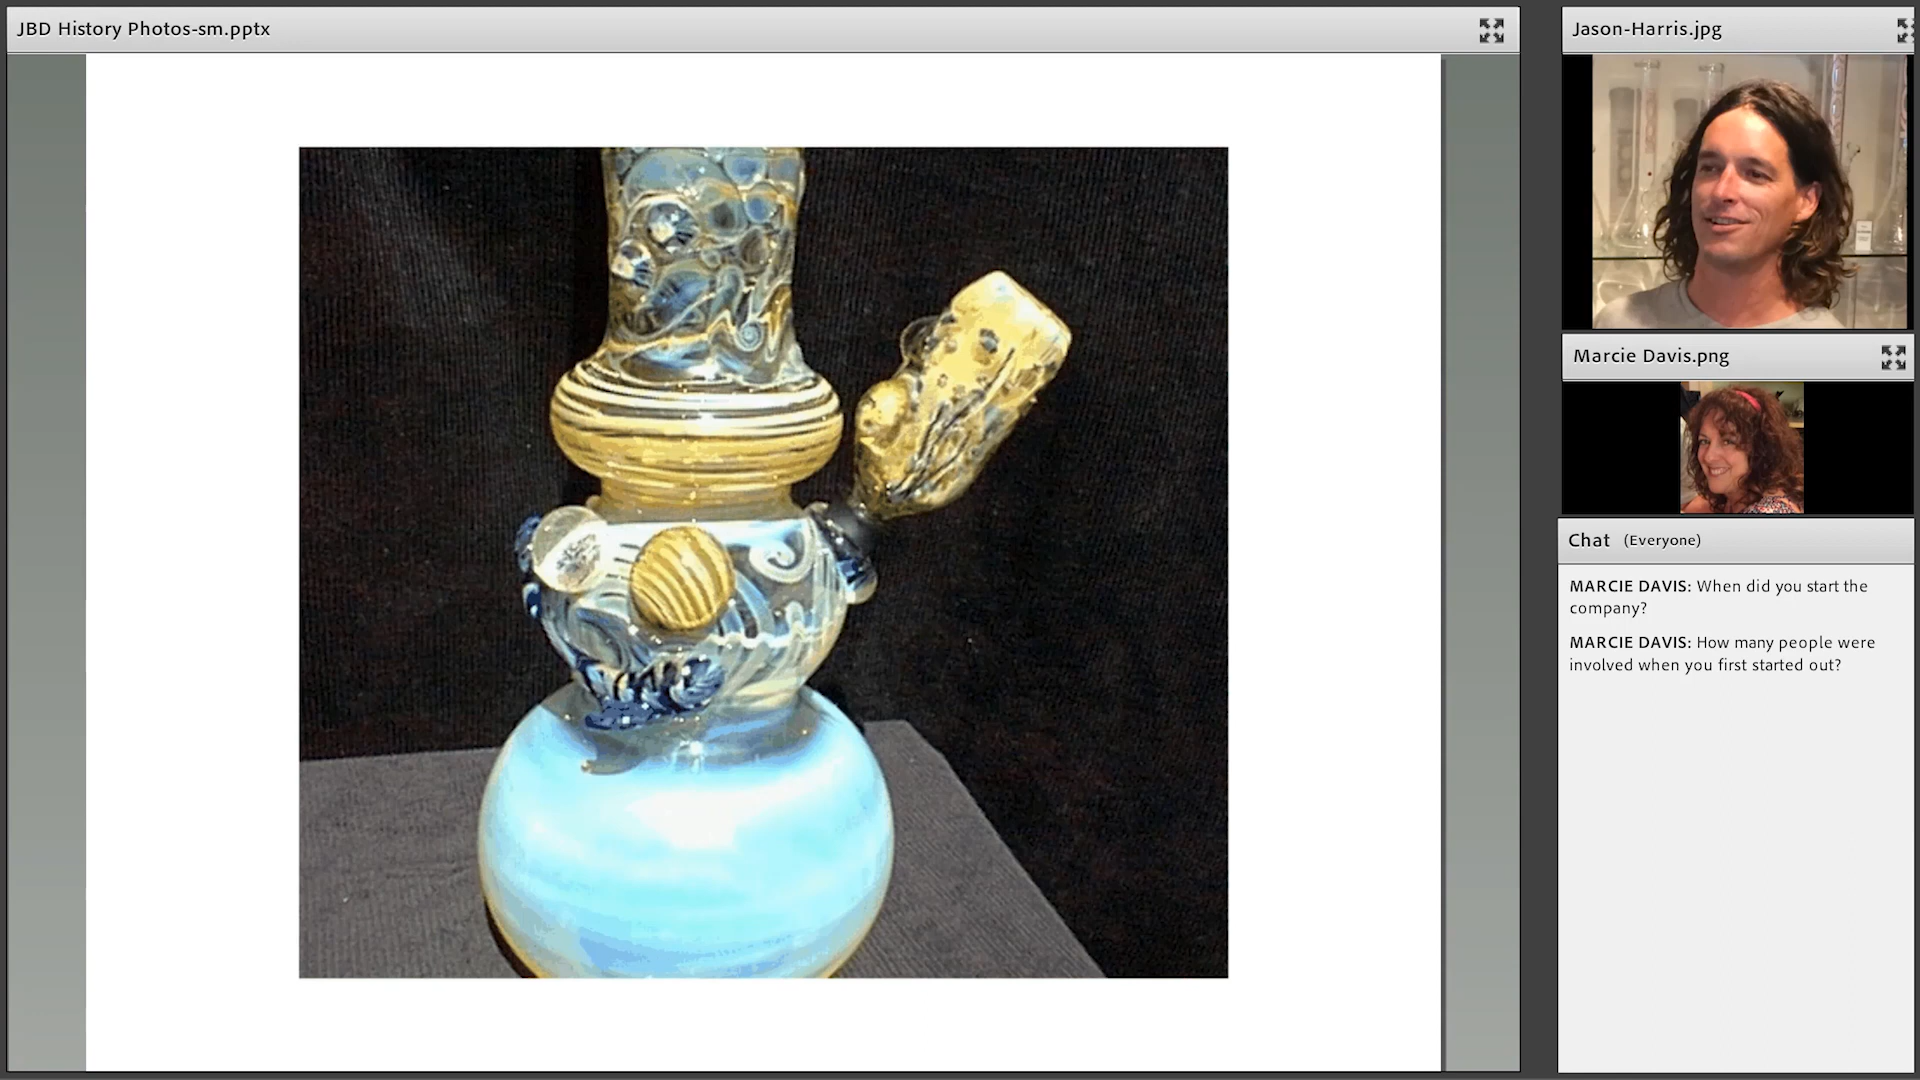 JBD History Photos-sm.pptx
Jason-Harris.jpg
Marcie Davis.png
Chat (Everyone)
MARCIE DAVIS: When did you start the
company?
MARCIE DAVIS: How many people were
involved when you first started out?